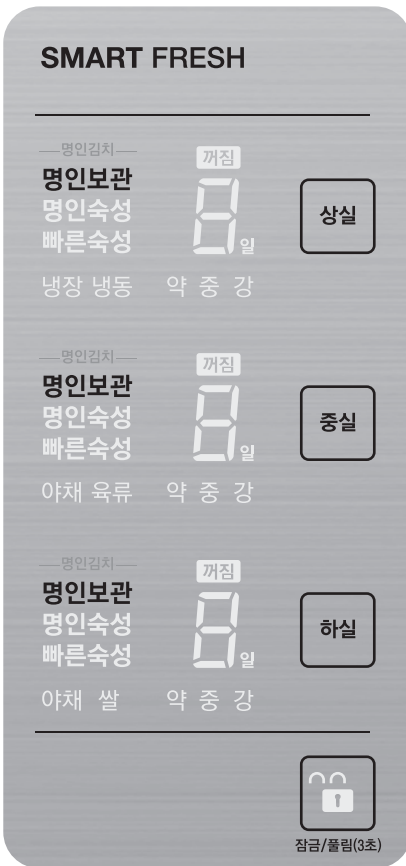 SMART FRESH
명인김치
꺼짐
명인보관
명인숙성
빠른숙성
8일
상실
냉장 냉동 약 중 강
명인김치
꺼짐
명인보관
명인숙성
빠른숙성
8일
중실
야채 육류 약 중 강
명인김치
꺼짐
명인보관
명인숙성
빠른숙성
8일
하실
야채 쌀 약 중 강
잠금/풀림(3초)